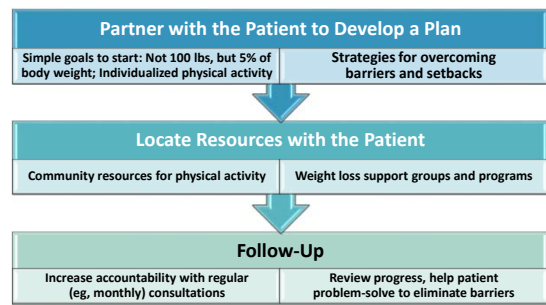 Partner with the Patient to Develop a Plan
Simple goals to start: Not 100 lbs, but 5% of
body weight; Individualized physical activity
Strategies for overcoming
barriers and setbacks
Locate Resources with the Patient
Community resources for physical activity
Weight loss support groups and programs
Follow-Up
Increase accountability with regular
(eg, monthly) consultations
Review progress, help patient
problem-solve to eliminate barriers